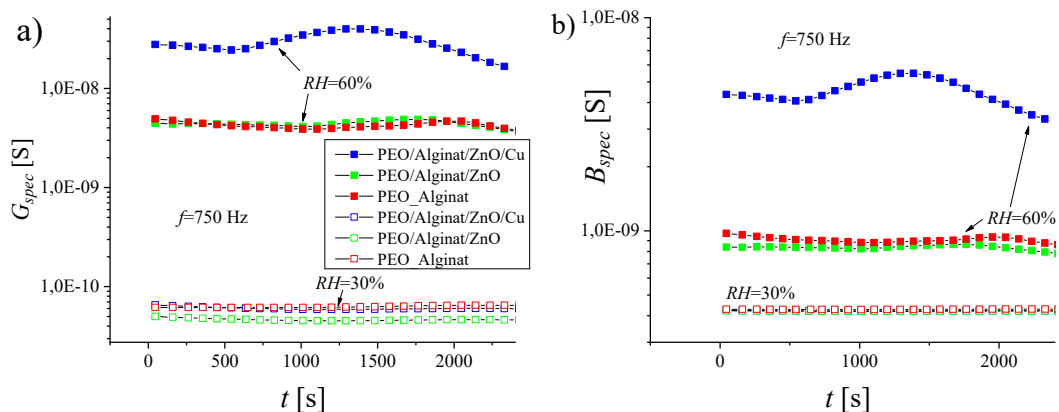 a)
G_spec [S]
1,0E-08
1,0E-09
1,0E-10
RH=60%
f=750 Hz
PEO/Alginat/ZnO/Cu
PEO/Alginat/ZnO
PEO_Alginat
PEO/Alginat/ZnO/Cu
PEO/Alginat/ZnO
PEO_Alginat
RH=30%
0 500 1000 1500 2000
t [s]
b)
B_spec [S]
1,0E-08
1,0E-09
f=750 Hz
RH=60%
RH=30%
0 1000 2000
t [s]